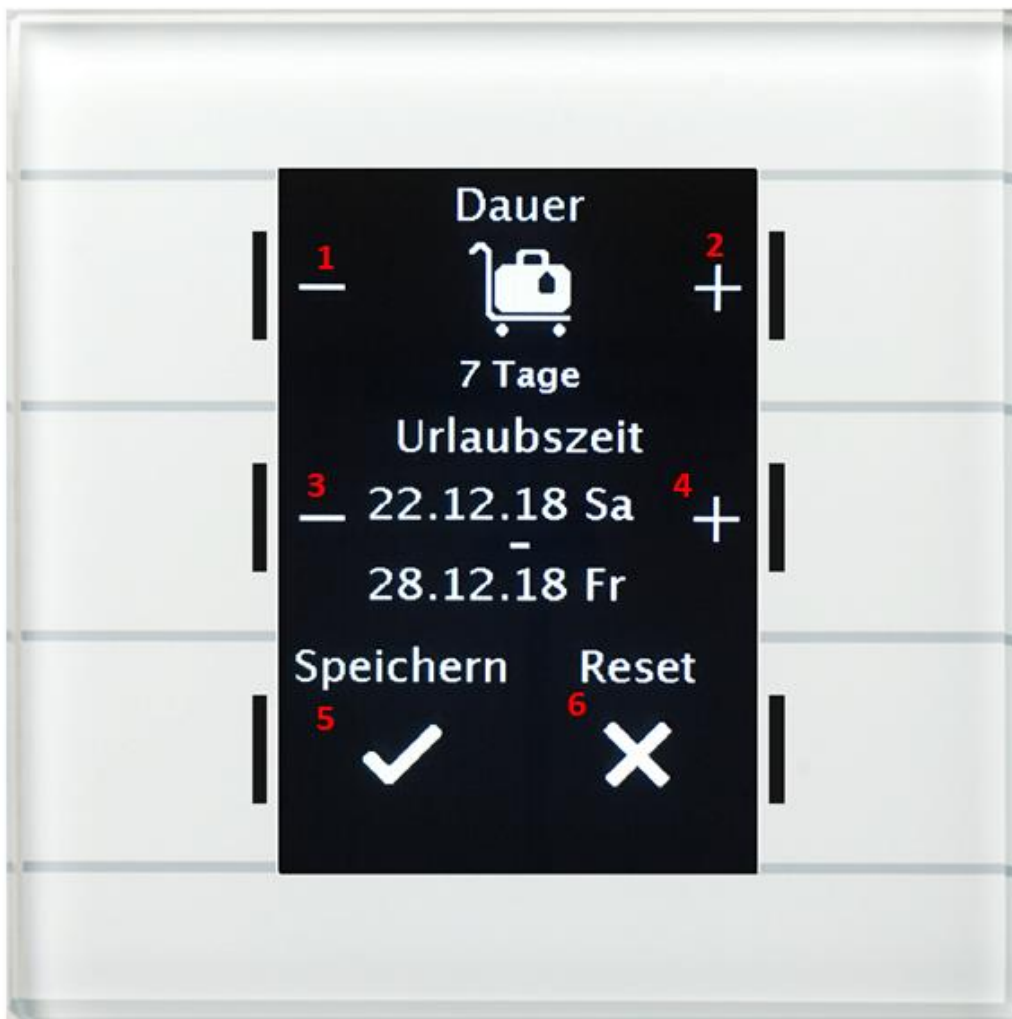 Dauer
1 − 2 +
7 Tage
Urlaubszeit
3 − 22.12.18 Sa 4 +
-
28.12.18 Fr
Speichern Reset
5 6